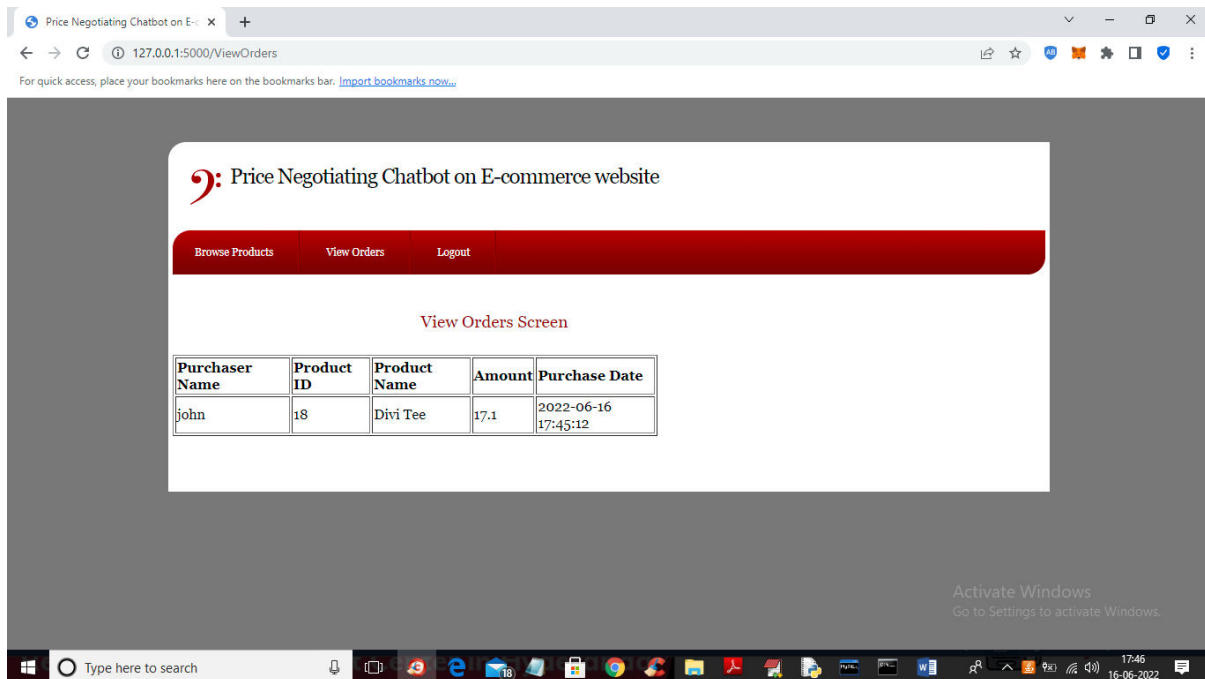 Price Negotiating Chatbot on E-c
127.0.0.1:5000/ViewOrders
For quick access, place your bookmarks here on the bookmarks bar. Import bookmarks now...
Price Negotiating Chatbot on E-commerce website
Browse Products View Orders Logout
View Orders Screen
Purchaser Name Product ID Product Name Amount Purchase Date
john 18 Divi Tee 17.1 2022-06-16 17:45:12
Activate Windows
Go to Settings to activate Windows.
Type here to search
18
17:46
16-06-2022